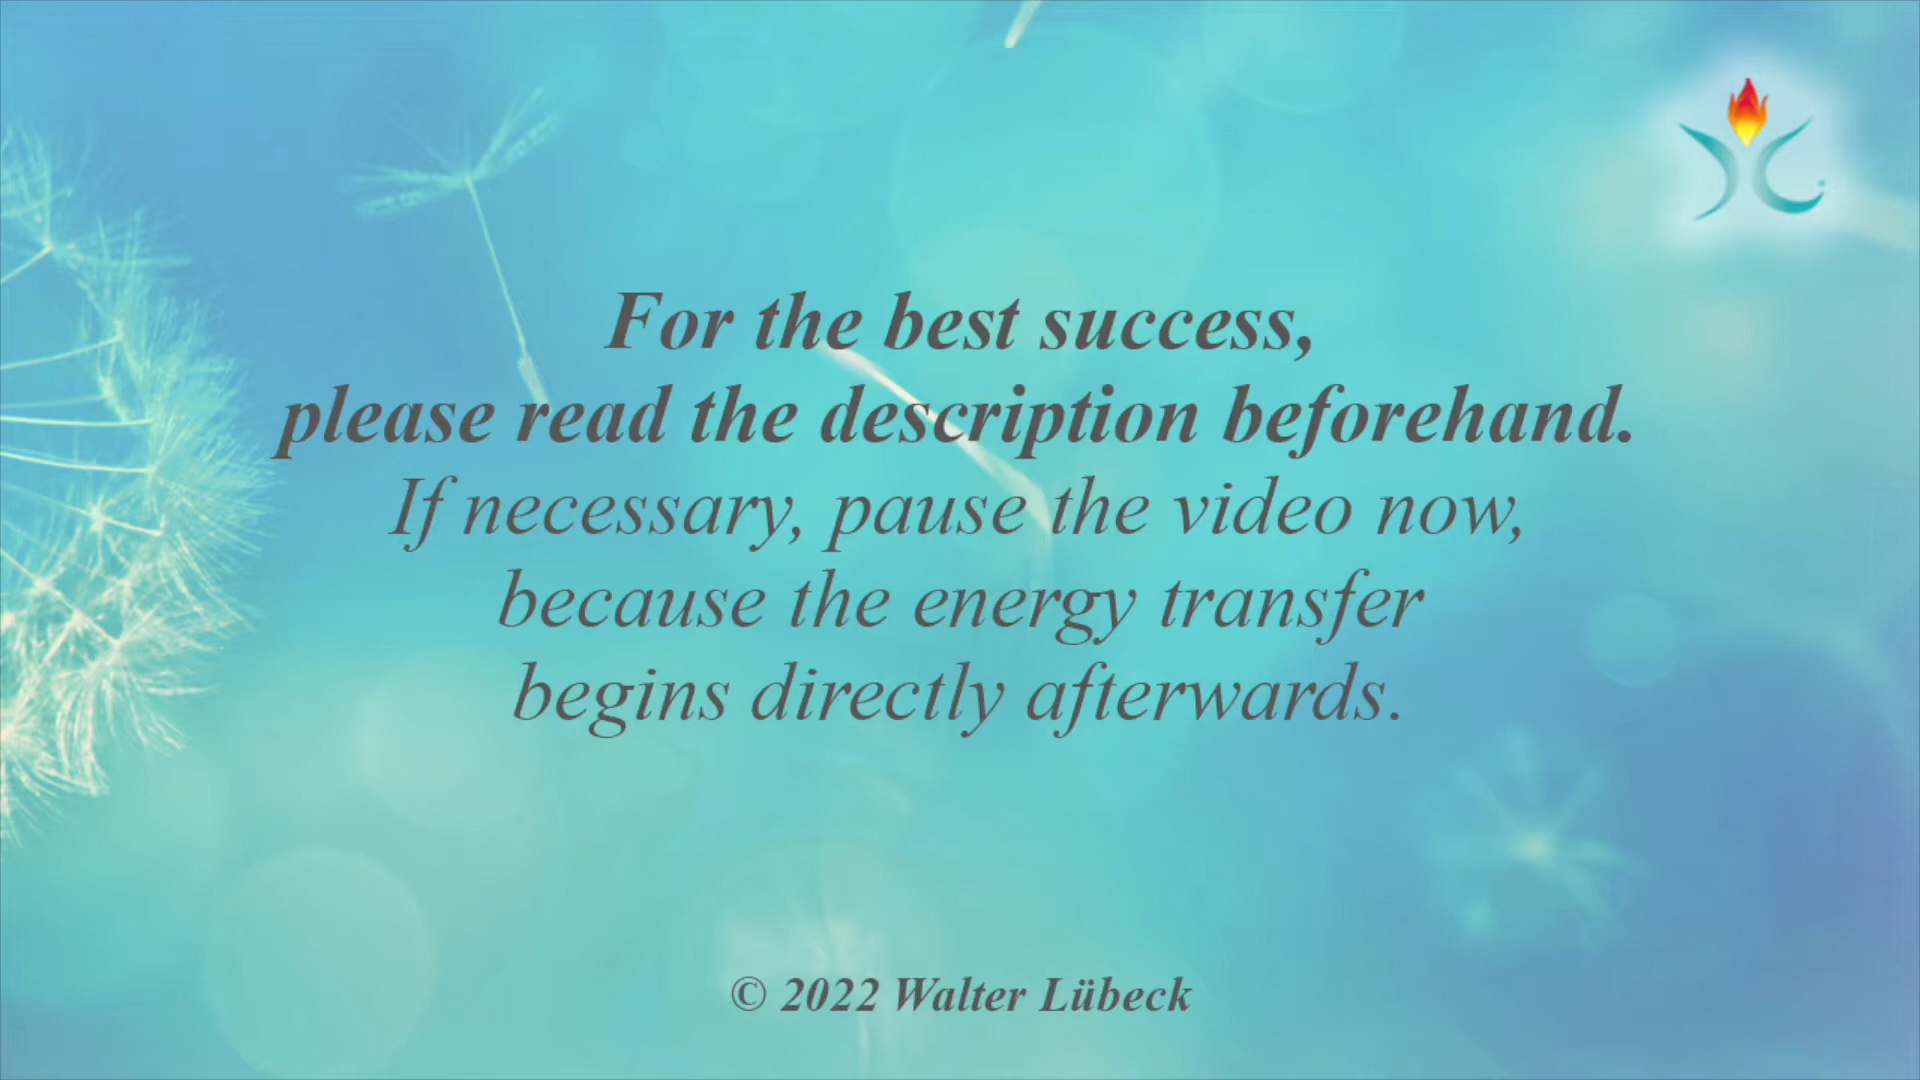 For the best success,
please read the description beforehand.
If necessary, pause the video now,
because the energy transfer
begins directly afterwards.
© 2022 Walter Lübeck